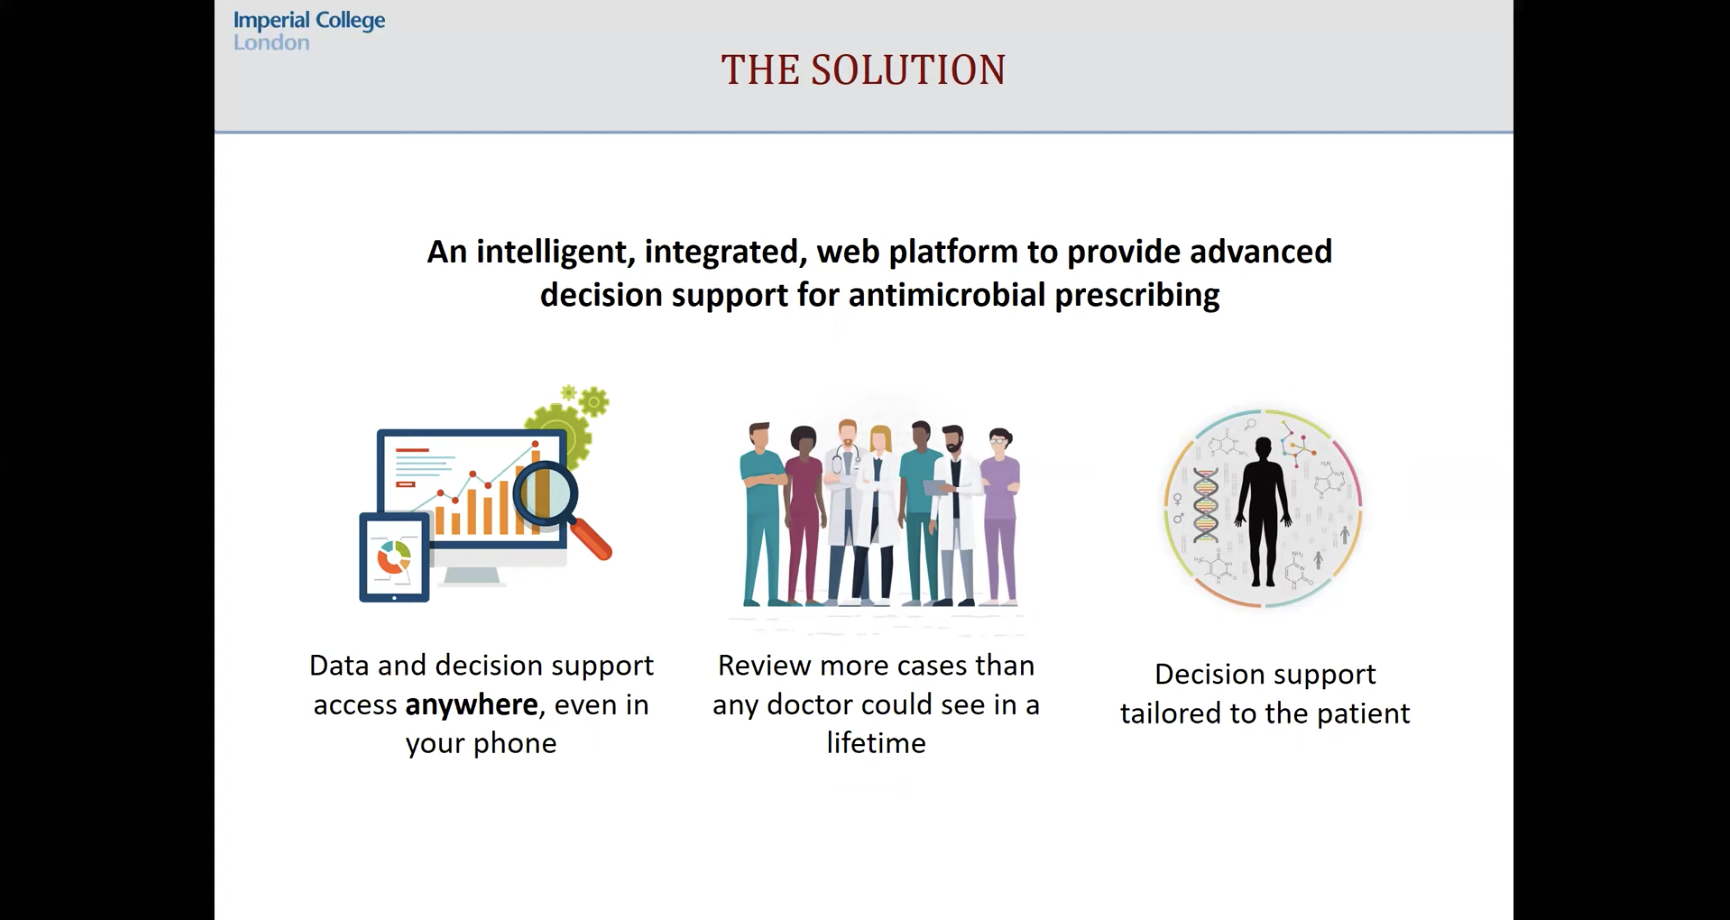 Imperial College
London
THE SOLUTION
An intelligent, integrated, web platform to provide advanced
decision support for antimicrobial prescribing
Data and decision support
access anywhere, even in
your phone
Review more cases than
any doctor could see in a
lifetime
Decision support
tailored to the patient